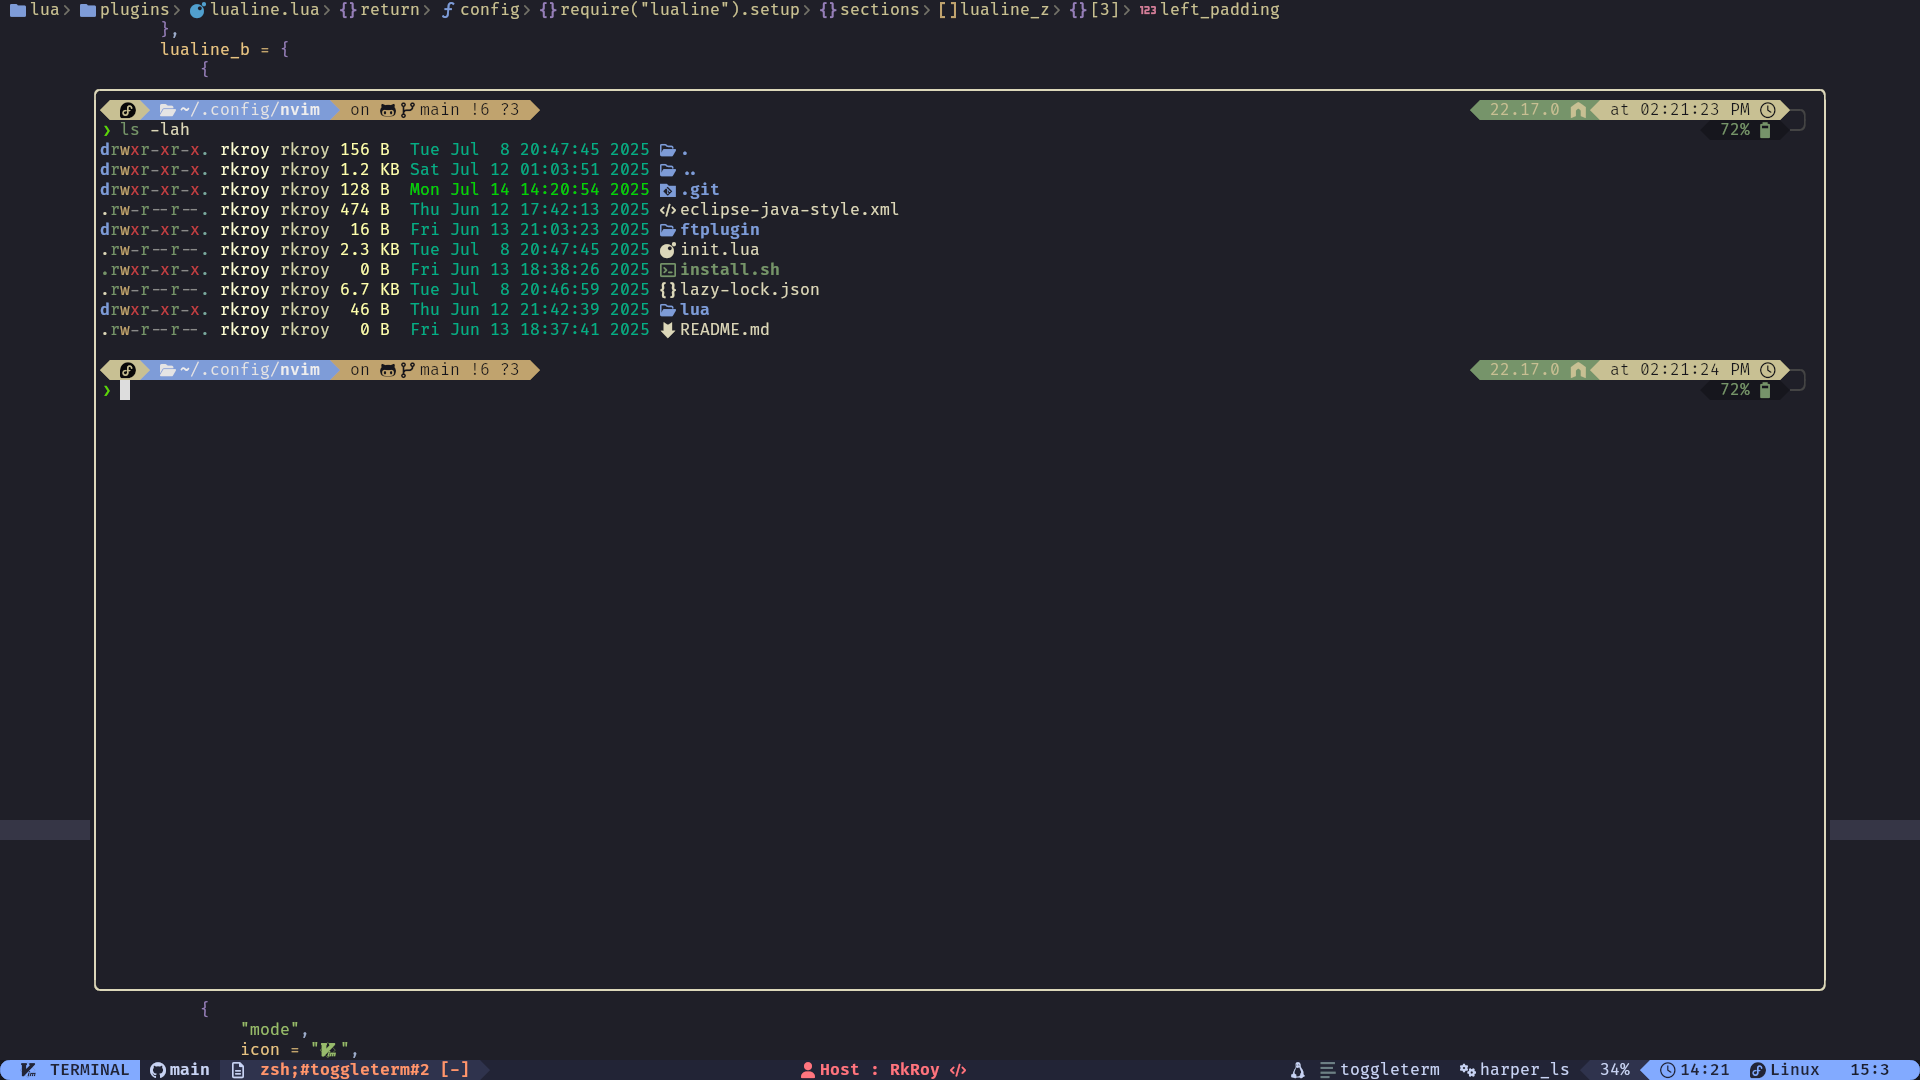 lua > plugins > lualine.lua > {} return > ƒ config > {} require("lualine").setup > {} sections > [] lualine_z > {} [3] > 123 left_padding
},
lualine_b = {
{
~/.config/nvim on main !6 ?3 22.17.0 at 02:21:23 PM
❯ ls -lah 72%
drwxr-xr-x. rkroy rkroy 156 B Tue Jul 8 20:47:45 2025 .
drwxr-xr-x. rkroy rkroy 1.2 KB Sat Jul 12 01:03:51 2025 ..
drwxr-xr-x. rkroy rkroy 128 B Mon Jul 14 14:20:54 2025 .git
.rw-r--r--. rkroy rkroy 474 B Thu Jun 12 17:42:13 2025 </> eclipse-java-style.xml
drwxr-xr-x. rkroy rkroy 16 B Fri Jun 13 21:03:23 2025 ftplugin
.rw-r--r--. rkroy rkroy 2.3 KB Tue Jul 8 20:47:45 2025 init.lua
.rwxr-xr-x. rkroy rkroy 0 B Fri Jun 13 18:38:26 2025 install.sh
.rw-r--r--. rkroy rkroy 6.7 KB Tue Jul 8 20:46:59 2025 {} lazy-lock.json
drwxr-xr-x. rkroy rkroy 46 B Thu Jun 12 21:42:39 2025 lua
.rw-r--r--. rkroy rkroy 0 B Fri Jun 13 18:37:41 2025 README.md
~/.config/nvim on main !6 ?3 22.17.0 at 02:21:24 PM
❯ 72%
{
"mode",
icon = "",
TERMINAL main zsh;#toggleterm#2 [-] Host : RkRoy </> toggleterm harper_ls 34% 14:21 Linux 15:3